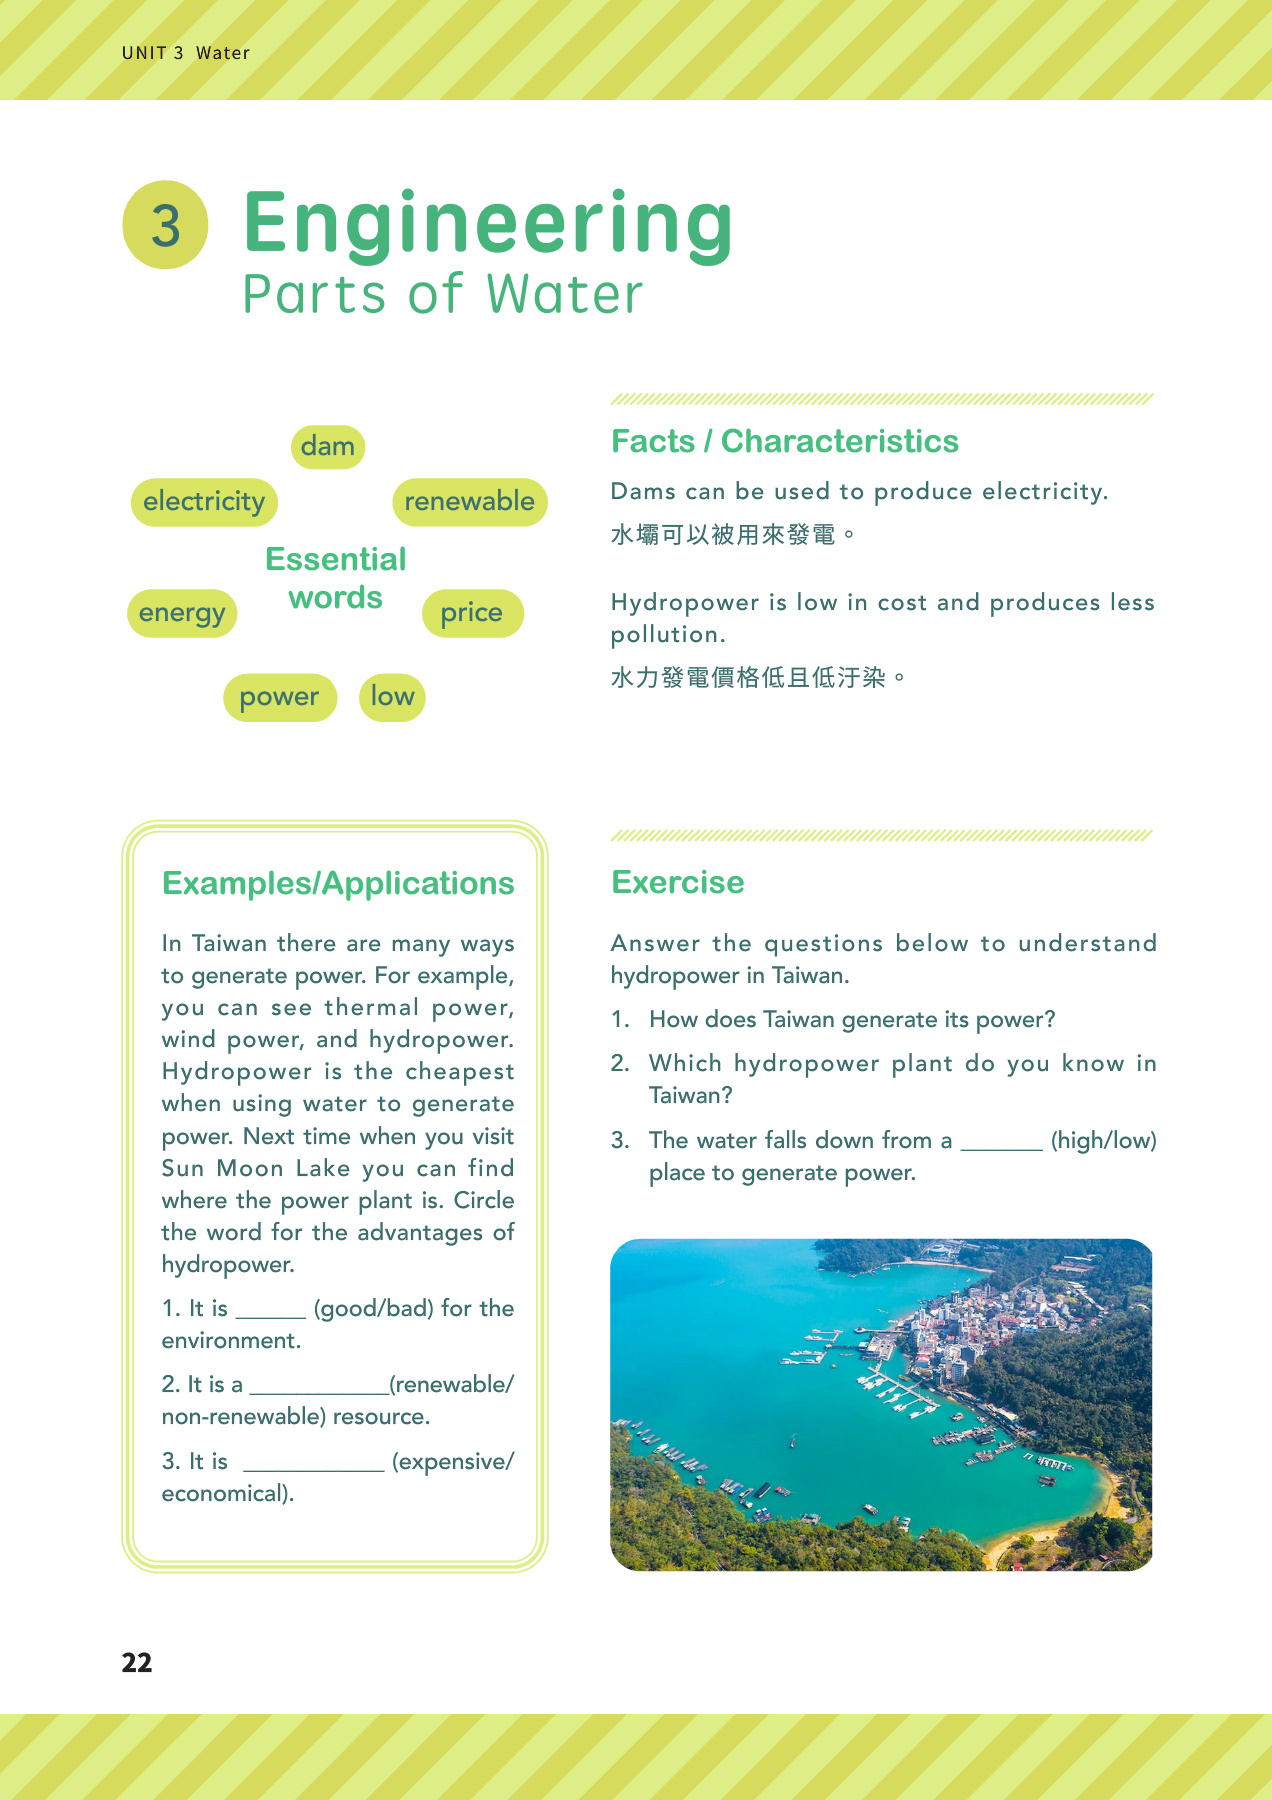 UNIT 3 Water
3
Engineering
Parts of Water
dam
electricity
renewable
Essential
words
energy
price
power
low
Facts / Characteristics
Dams can be used to produce electricity.
水壩可以被用來發電。
Hydropower is low in cost and produces less
pollution.
水力發電價格低且低汙染。
Examples/Applications
In Taiwan there are many ways
to generate power. For example,
you can see thermal power,
wind power, and hydropower.
Hydropower is the cheapest
when using water to generate
power. Next time when you visit
Sun Moon Lake you can find
where the power plant is. Circle
the word for the advantages of
hydropower.
1. It is ______ (good/bad) for the
environment.
2. It is a ____________(renewable/
non-renewable) resource.
3. It is ____________ (expensive/
economical).
Exercise
Answer the questions below to understand
hydropower in Taiwan.
1. How does Taiwan generate its power?
2. Which hydropower plant do you know in
Taiwan?
3. The water falls down from a _______ (high/low)
place to generate power.
22